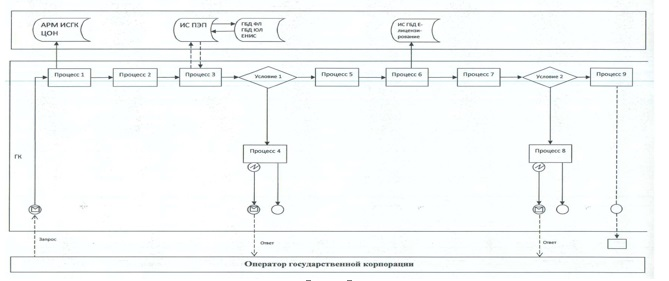 АРМ ИСГК
ЦОН
ИС ПЭП
ГБД ФЛ
ГБД ЮЛ
ЕНИС
ИС ГБД Е-
лицензи-
рование
Процесс 1
Процесс 2
Процесс 3
Условие 1
Процесс 5
Процесс 6
Процесс 7
Условие 2
Процесс 9
Процесс 4
Процесс 8
ГК
Запрос
ответ
ответ
Оператор государственной корпорации